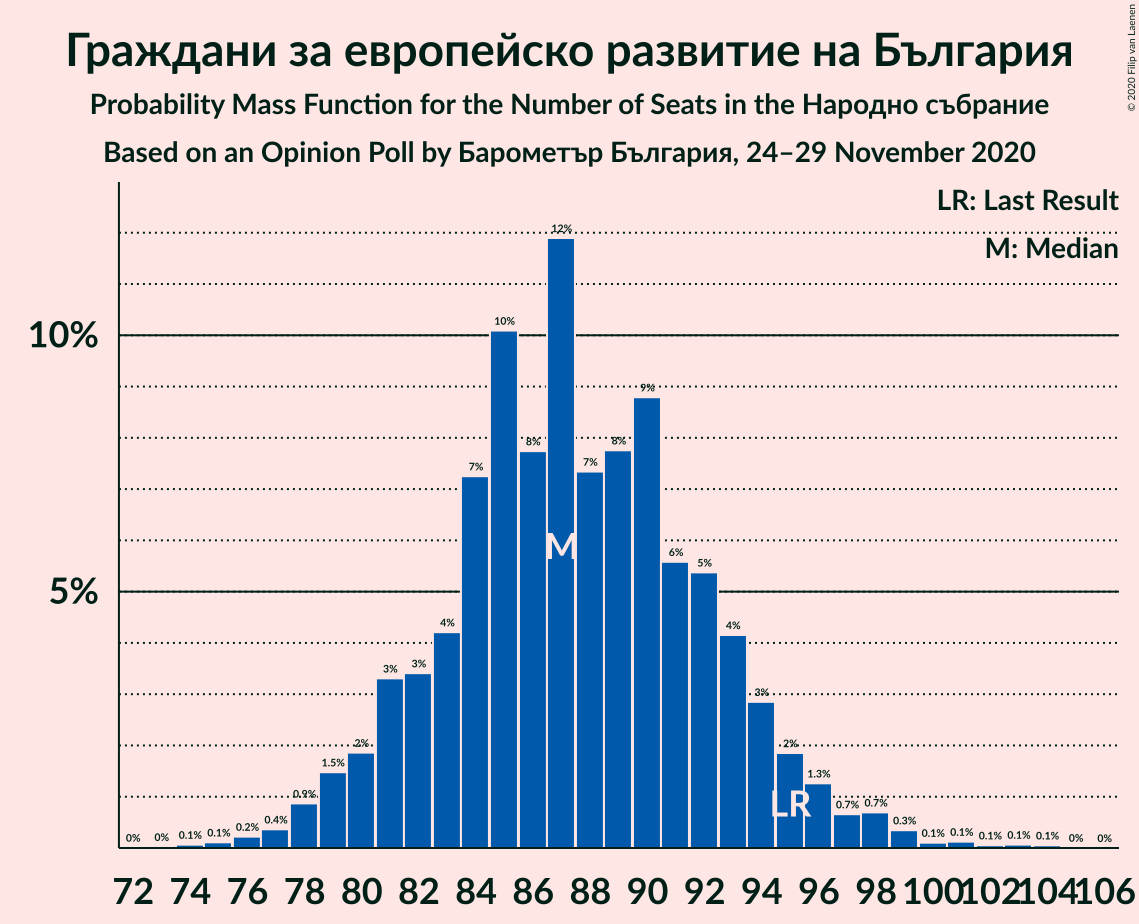 Граждани за европейско развитие на България
Probability Mass Function for the Number of Seats in the Народно събрание
Based on an Opinion Poll by Барометър България, 24–29 November 2020
© 2020 Filip van Laenen
LR: Last Result
M: Median
10%
5%
0% 0% 0.1% 0.1% 0.2% 0.4% 0.9% 1.5% 2% 3% 3% 4% 7% 10% 8% 12% 7% 8% 9% 6% 5% 4% 3% 2% 1.3% 0.7% 0.7% 0.3% 0.1% 0.1% 0.1% 0.1% 0.1% 0% 0%
M
LR
72 74 76 78 80 82 84 86 88 90 92 94 96 98 100 102 104 106